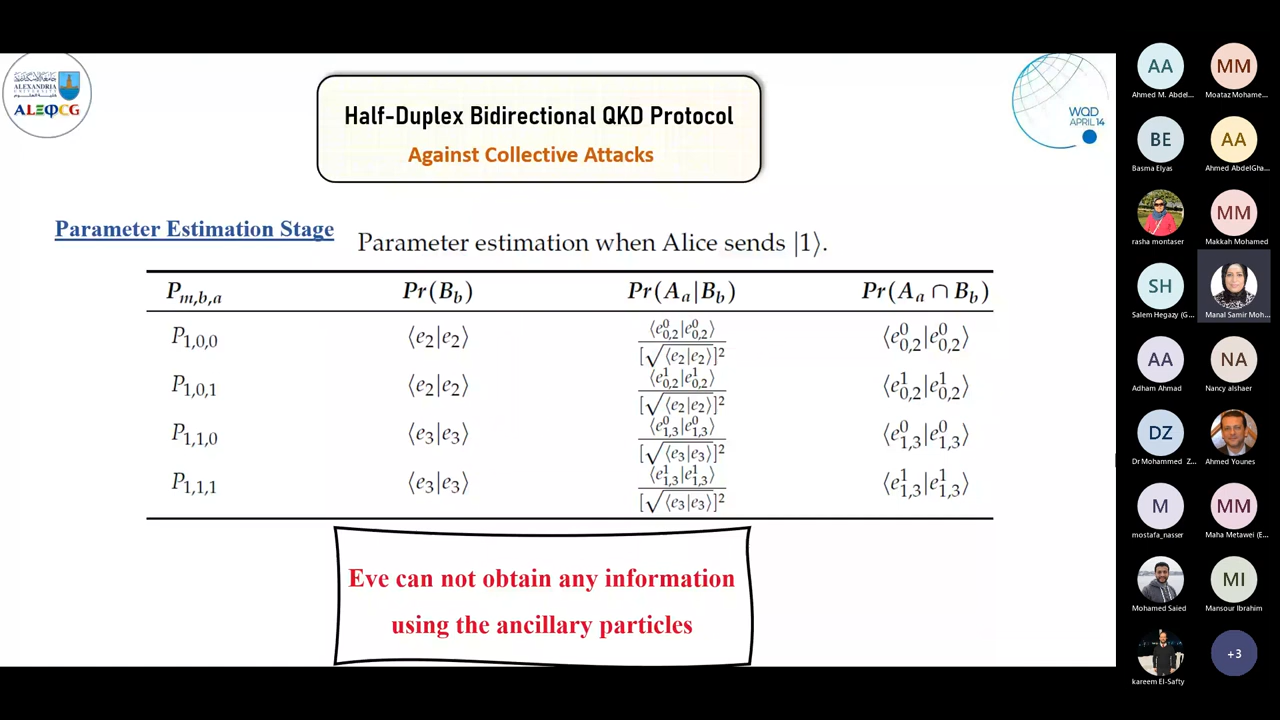 جامعة الإسكندرية
ALEXANDRIA
UNIVERSITY
ALEΦCG
Half-Duplex Bidirectional QKD Protocol
Against Collective Attacks
WQD
APRIL 14
Parameter Estimation Stage
Parameter estimation when Alice sends |1⟩.
P_{m,b,a} Pr(B_b) Pr(A_a|B_b) Pr(A_a ∩ B_b)
P_{1,0,0} ⟨e_2|e_2⟩ ⟨e^0_{0,2}|e^0_{0,2}⟩ / [√⟨e_2|e_2⟩]^2 ⟨e^0_{0,2}|e^0_{0,2}⟩
P_{1,0,1} ⟨e_2|e_2⟩ ⟨e^1_{0,2}|e^1_{0,2}⟩ / [√⟨e_2|e_2⟩]^2 ⟨e^1_{0,2}|e^1_{0,2}⟩
P_{1,1,0} ⟨e_3|e_3⟩ ⟨e^0_{1,3}|e^0_{1,3}⟩ / [√⟨e_3|e_3⟩]^2 ⟨e^0_{1,3}|e^0_{1,3}⟩
P_{1,1,1} ⟨e_3|e_3⟩ ⟨e^1_{1,3}|e^1_{1,3}⟩ / [√⟨e_3|e_3⟩]^2 ⟨e^1_{1,3}|e^1_{1,3}⟩
Eve can not obtain any information
using the ancillary particles
AA MM
Ahmed M. Abdel... Moataz Mohame...
BE AA
Basma Elyas Ahmed AbdelGha...
MM
rasha montaser Makkah Mohamed
SH
Salem Hegazy (G... Manal Samir Moh...
AA NA
Adham Ahmad Nancy alshaer
DZ
Dr Mohammed Z... Ahmed Younes
M MM
mostafa_nasser Maha Metawei (E...
MI
Mohamed Saied Mansour Ibrahim
+3
kareem El-Safty